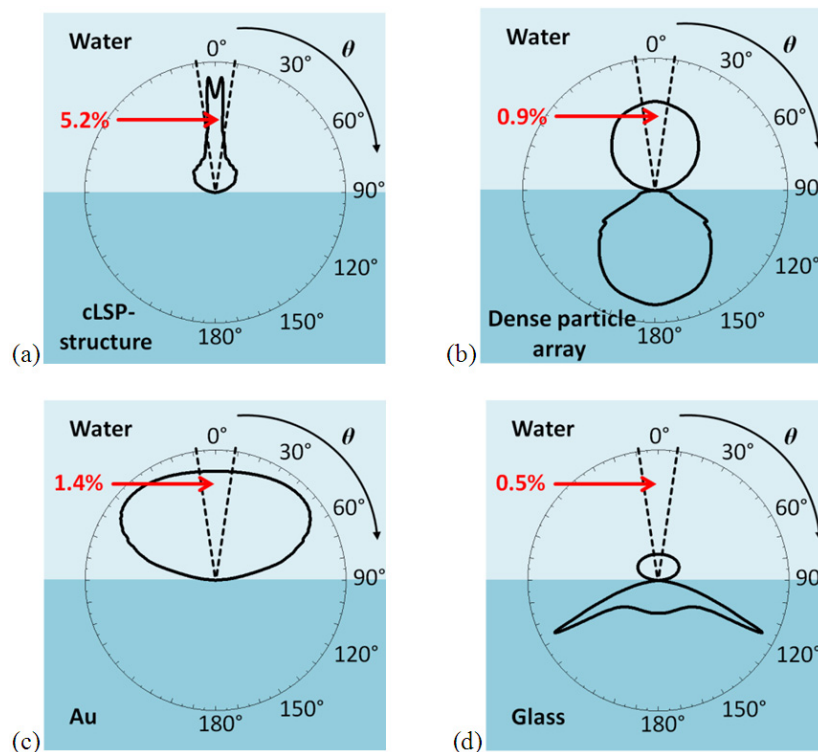 Water
0°
θ
30°
5.2%
60°
90°
120°
cLSP-
structure
180°
150°
(a)
Water
0°
θ
30°
0.9%
60°
90°
120°
Dense particle
array
180°
150°
(b)
Water
0°
θ
30°
1.4%
60°
90°
120°
150°
180°
Au
(c)
Water
0°
θ
30°
0.5%
60°
90°
120°
150°
180°
Glass
(d)